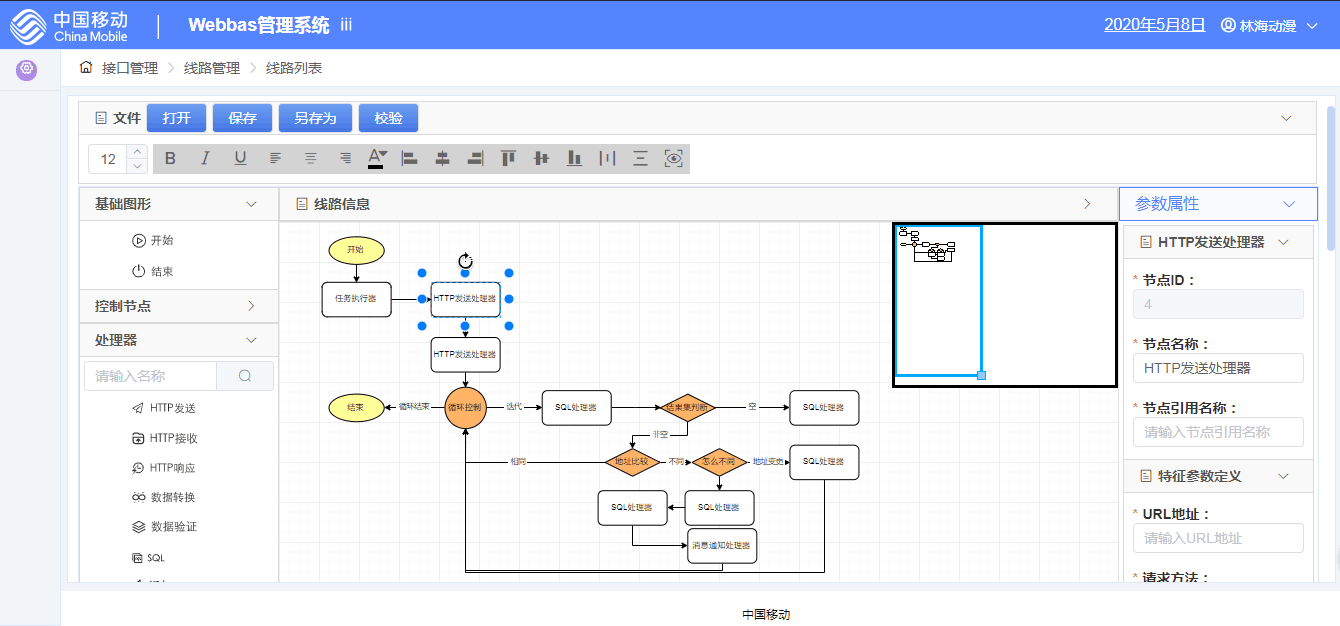 中国移动
China Mobile
Webbas管理系统 iii
2020年5月8日 林海动漫
接口管理 线路管理 线路列表
文件 打开 保存 另存为 校验
12 B I U A
基础图形
开始
结束
控制节点
处理器
请输入名称
HTTP发送
HTTP接收
HTTP响应
数据转换
数据验证
SQL
线路信息
开始
任务执行器 HTTP发送处理器
HTTP发送处理器
结束 循环结束 循环控制 迭代 SQL处理器 结果集判断 空 SQL处理器
非空
相同 地址比较 不同 怎么不同 地址变更 SQL处理器
SQL处理器 SQL处理器
消息通知处理器
参数属性
HTTP发送处理器
* 节点ID：
4
* 节点名称：
HTTP发送处理器
* 节点引用名称：
请输入节点引用名称
特征参数定义
* URL地址：
请输入URL地址
* 请求方法：
中国移动